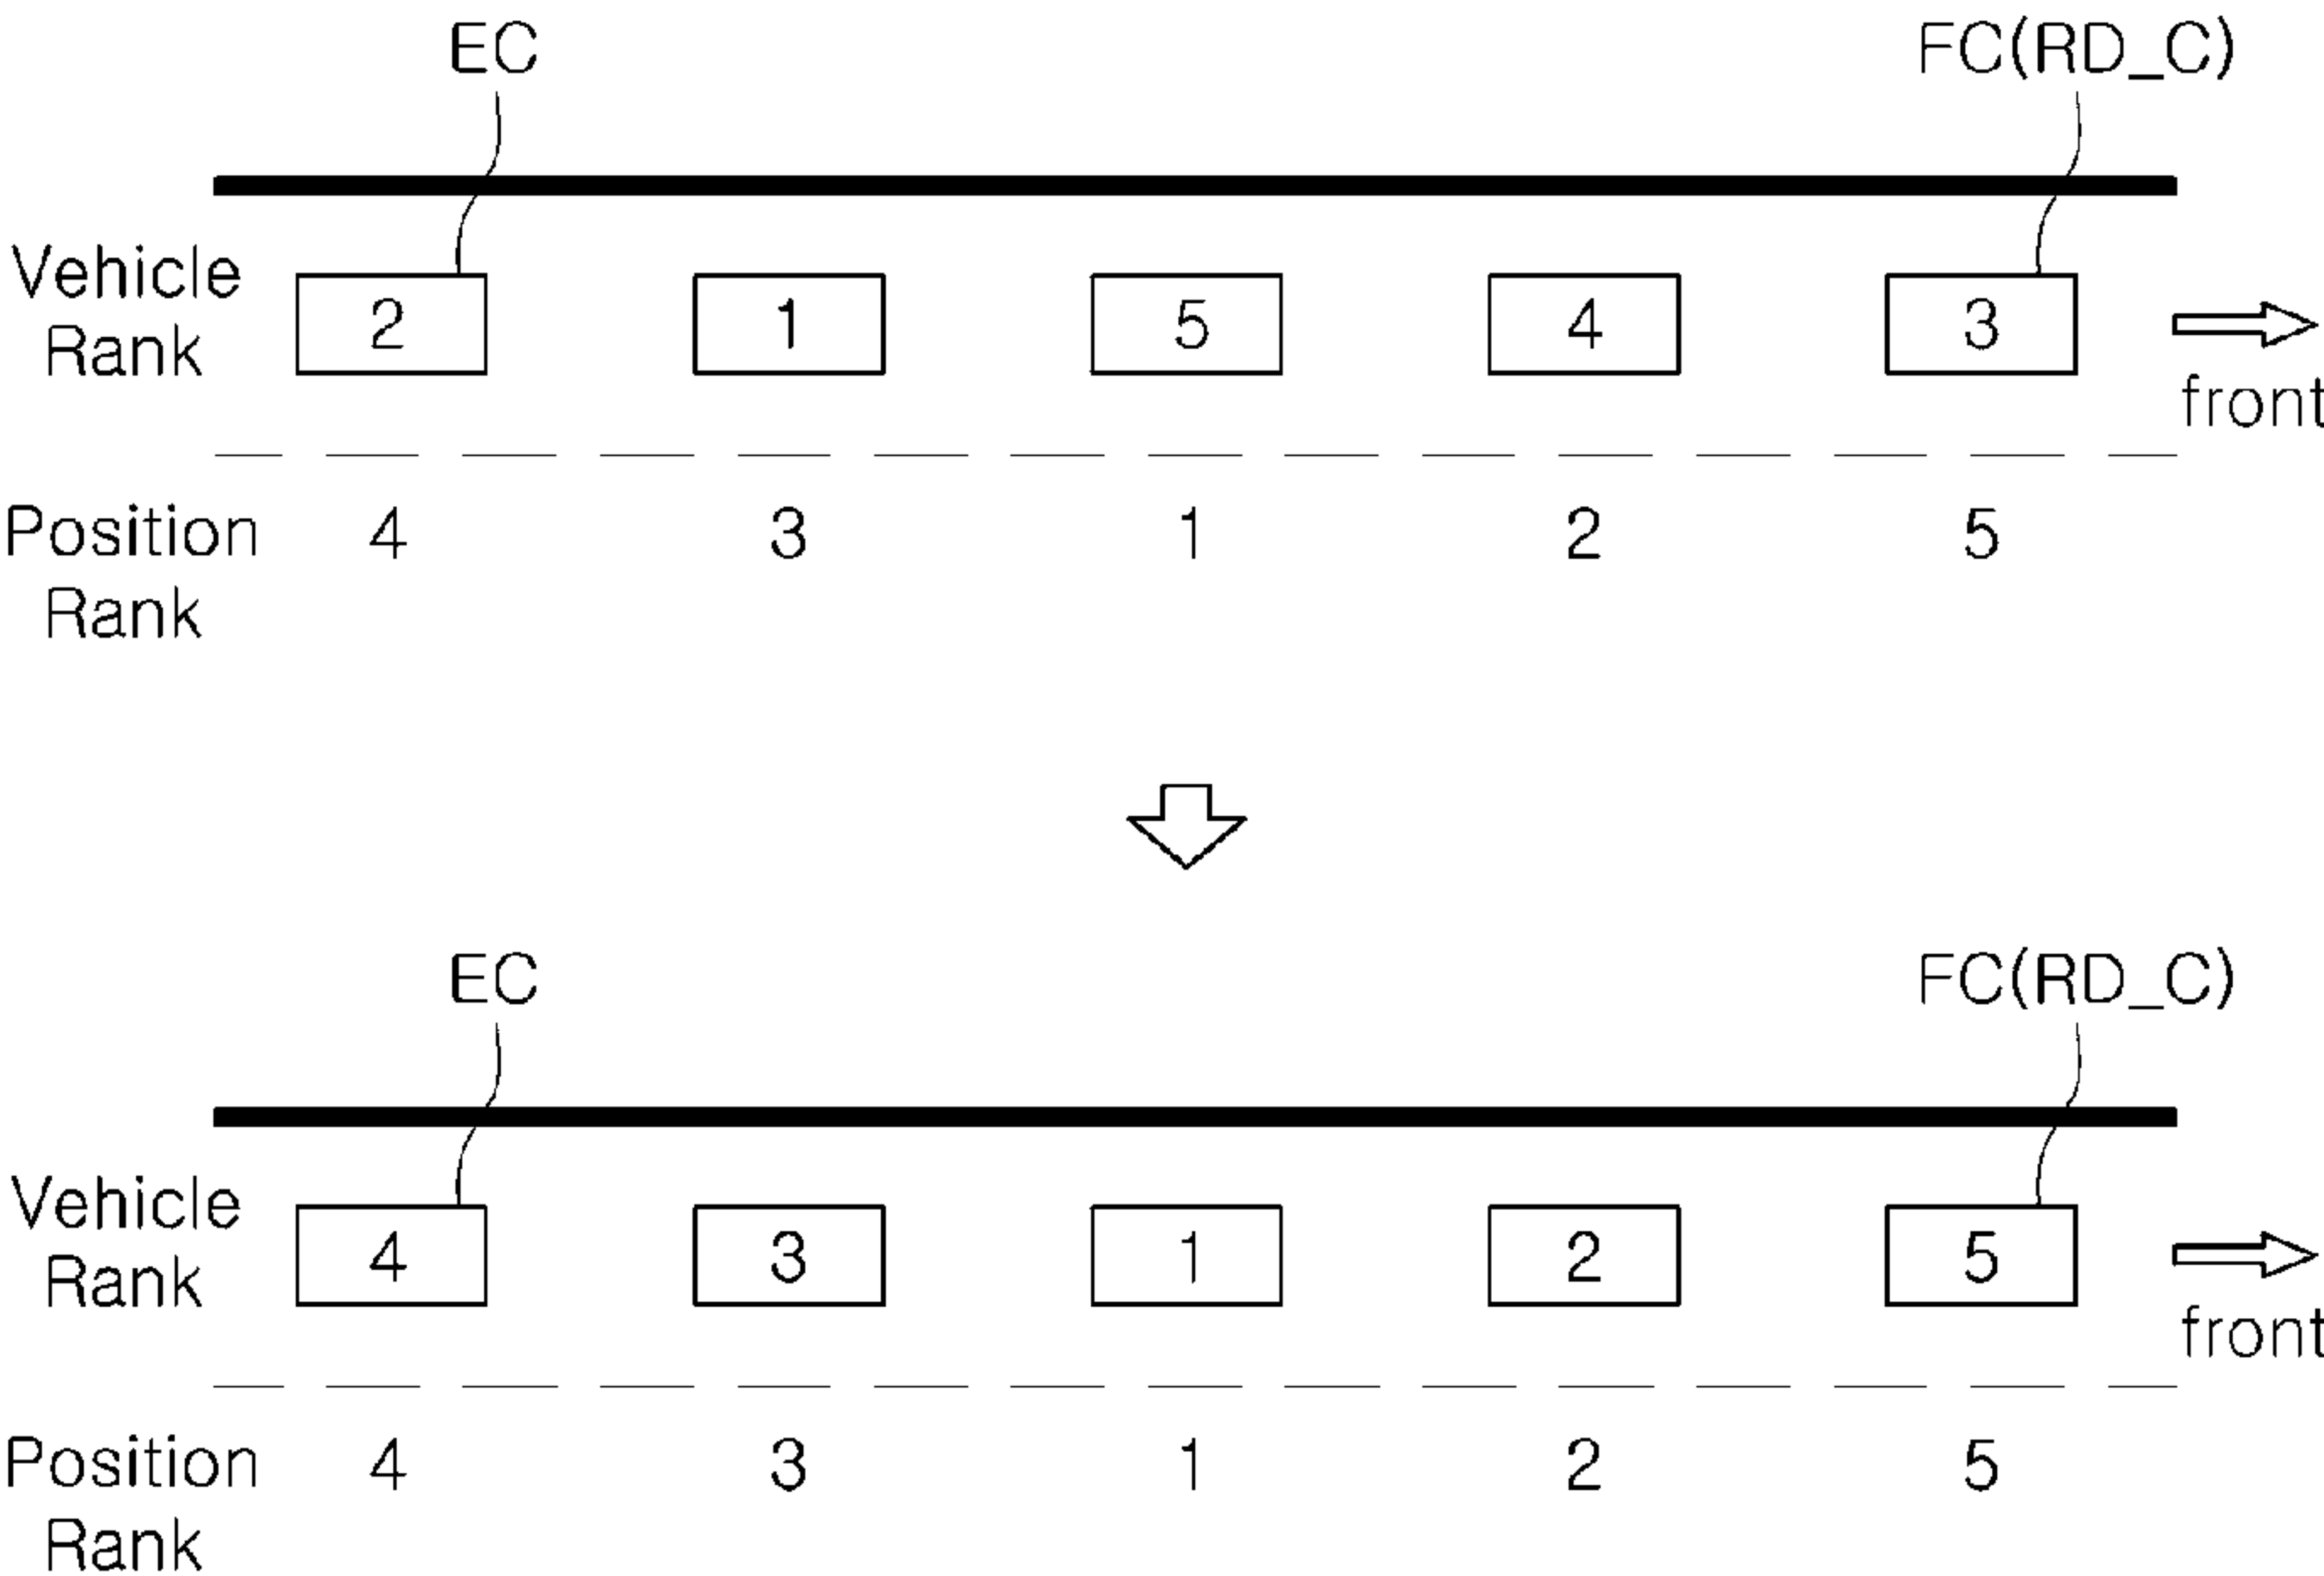 EC FC(RD_C)
Vehicle
Rank
2 1 5 4 3
front
Position
Rank
4 3 1 2 5
EC FC(RD_C)
Vehicle
Rank
4 3 1 2 5
front
Position
Rank
4 3 1 2 5